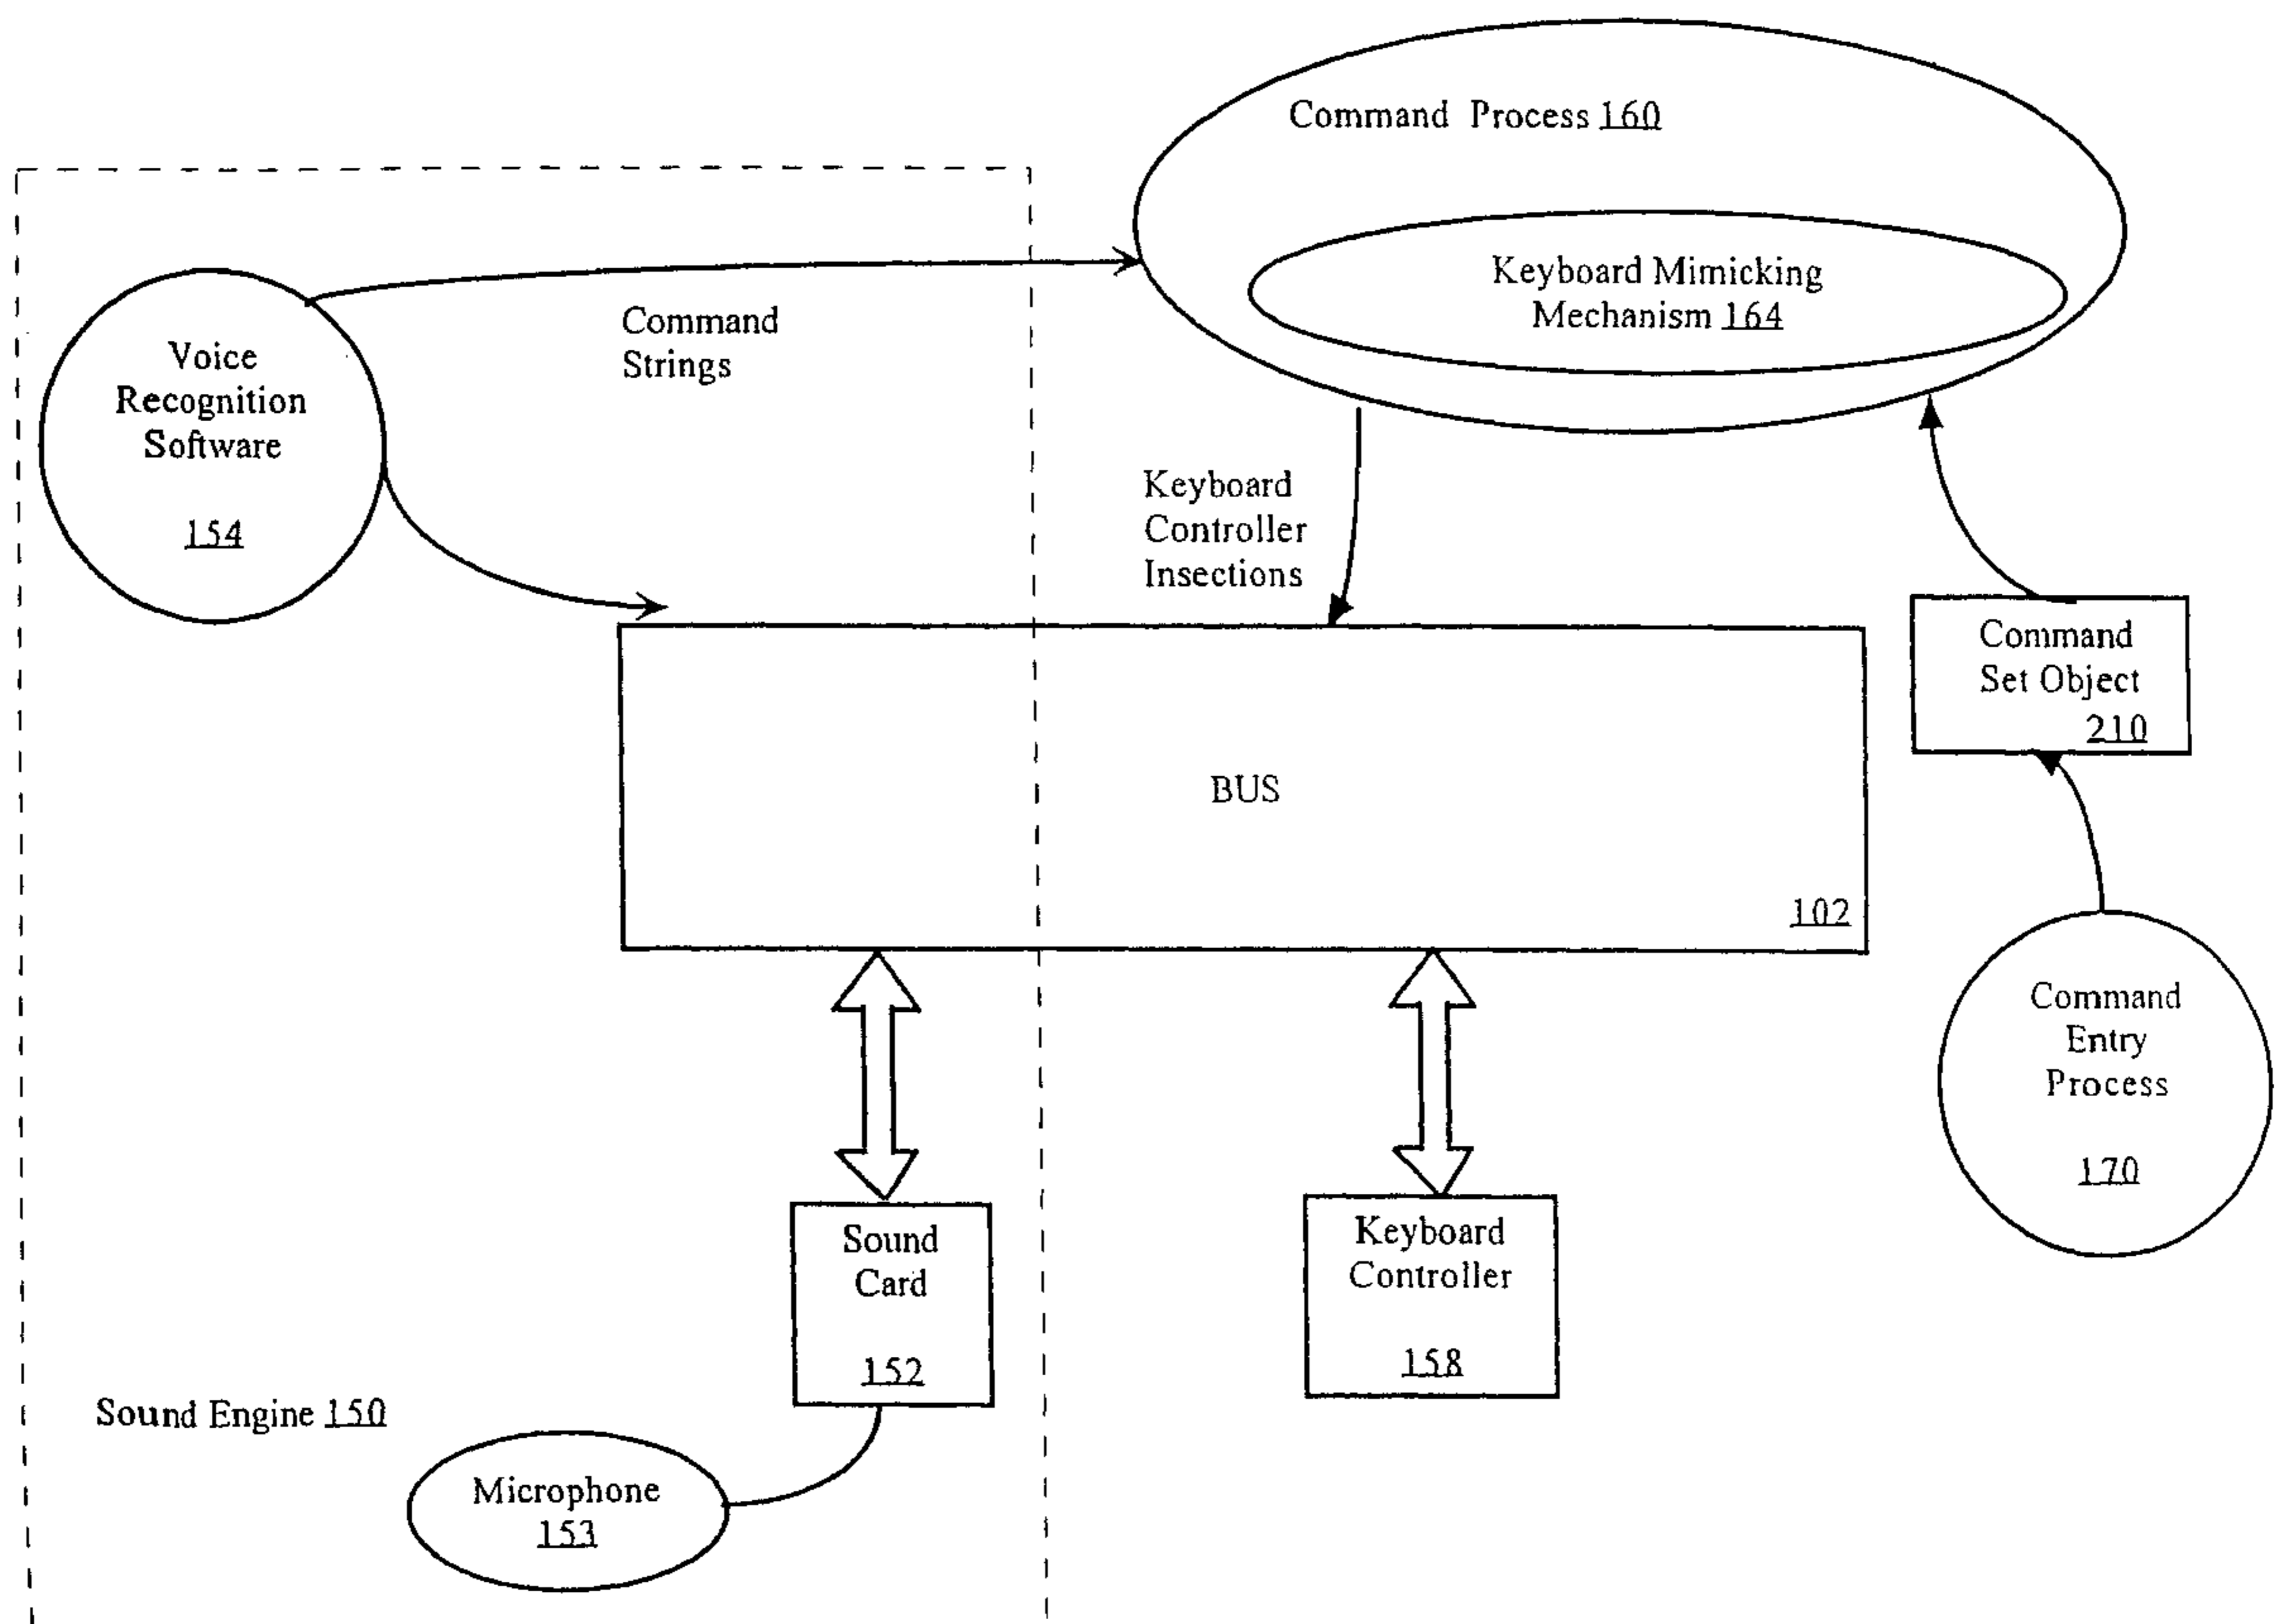 Command Process 160
Keyboard Mimicking
Mechanism 164
Command
Strings
Voice
Recognition
Software
154
Keyboard
Controller
Insections
Command
Set Object
210
BUS
102
Command
Entry
Process
170
Sound
Card
152
Keyboard
Controller
158
Sound Engine 150
Microphone
153